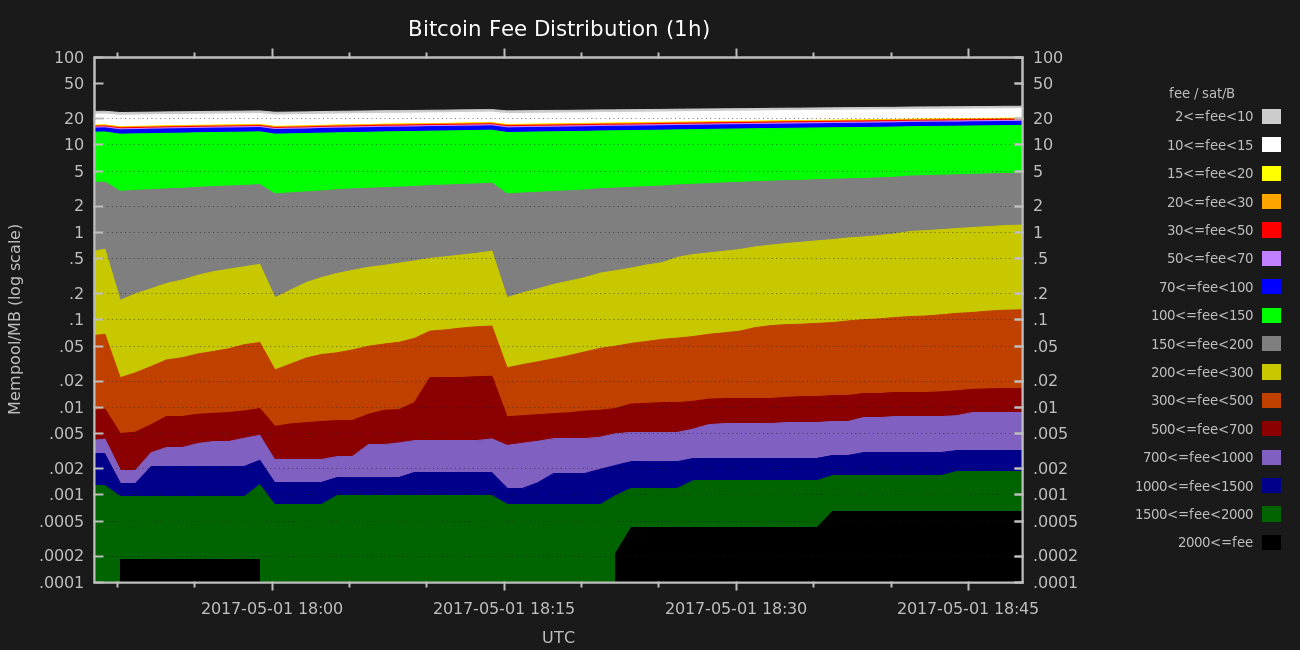 Bitcoin Fee Distribution (1h)
100 100
50 50
20 20
10 10
5 5
2 2
1 1
.5 .5
.2 .2
.1 .1
.05 .05
.02 .02
.01 .01
.005 .005
.002 .002
.001 .001
.0005 .0005
.0002 .0002
.0001 .0001
Mempool/MB (log scale)
2017-05-01 18:00 2017-05-01 18:15 2017-05-01 18:30 2017-05-01 18:45
UTC
fee / sat/B
2<=fee<10
10<=fee<15
15<=fee<20
20<=fee<30
30<=fee<50
50<=fee<70
70<=fee<100
100<=fee<150
150<=fee<200
200<=fee<300
300<=fee<500
500<=fee<700
700<=fee<1000
1000<=fee<1500
1500<=fee<2000
2000<=fee